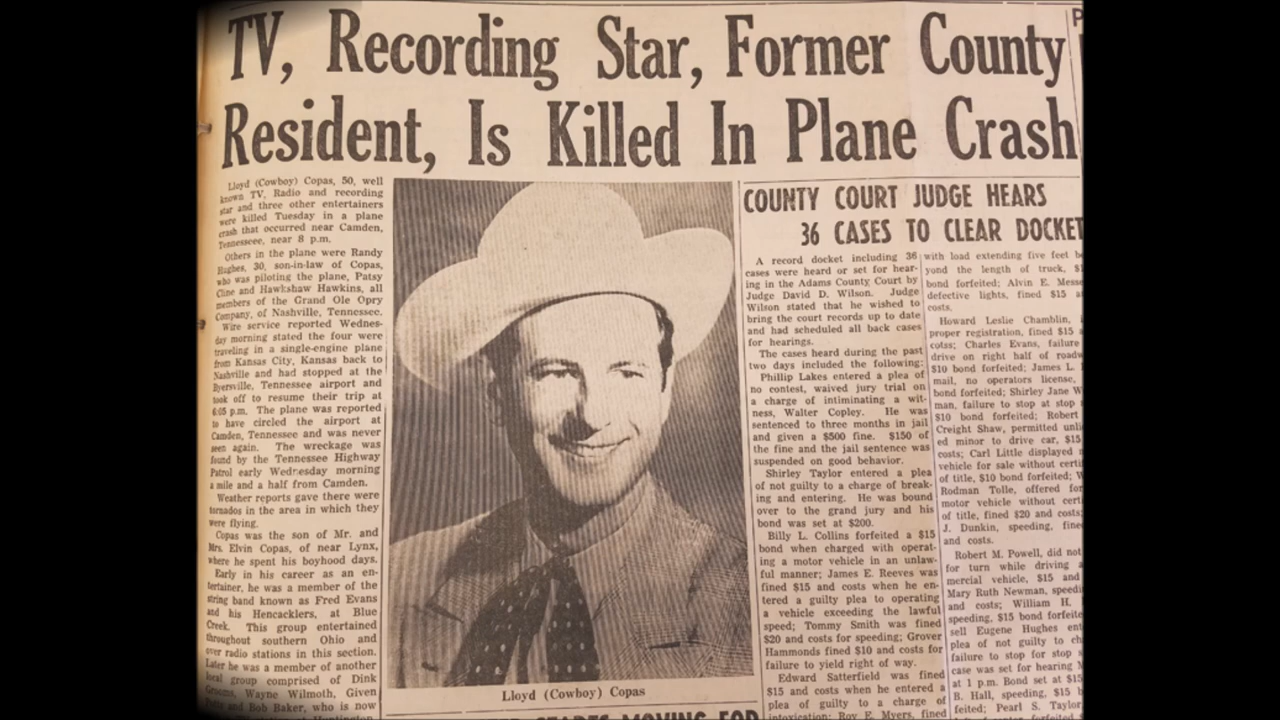 TV, Recording Star, Former County
Resident, Is Killed In Plane Crash
Lloyd (Cowboy) Copas, 50, well
known TV, Radio and recording
star and three other entertainers
were killed Tuesday in a plane
crash that occurred near Camden,
Tennesseee, near 8 p.m.
Others in the plane were Randy
Hughes, 30, son-in-law of Copas,
who was piloting the plane, Patsy
Cline and Hawkshaw Hawkins, all
members of the Grand Ole Opry
Company, of Nashville, Tennessee.
Wire service reported Wednes-
day morning stated the four were
traveling in a single-engine plane
from Kansas City, Kansas back to
Nashville and had stopped at the
Byersville, Tennessee airport and
took off to resume their trip at
6:05 p.m. The plane was reported
to have circled the airport at
Camden, Tennessee and was never
seen again. The wreckage was
found by the Tennessee Highway
Patrol early Wednesday morning
a mile and a half from Camden.
Weather reports gave there were
tornados in the area in which they
were flying.
Copas was the son of Mr. and
Mrs. Elvin Copas, of near Lynx,
where he spent his boyhood days.
Early in his career as an en-
tertainer, he was a member of the
string band known as Fred Evans
and his Hencacklers, at Blue
Creek. This group entertained
throughout southern Ohio and
over radio stations in this section.
Later he was a member of another
local group comprised of Dink
Grooms, Wayne Wilmoth, Given
and Bob Baker, who is now
Lloyd (Cowboy) Copas
COUNTY COURT JUDGE HEARS
36 CASES TO CLEAR DOCKET
A record docket including 36
cases were heard or set for hear-
ing in the Adams County Court by
Judge David D. Wilson. Judge
Wilson stated that he wished to
bring the court records up to date
and had scheduled all back cases
for hearings.
The cases heard during the past
two days included the following:
Phillip Lakes entered a plea of
no contest, waived jury trial on
a charge of intiminating a wit-
ness, Walter Copley. He was
sentenced to three months in jail
and given a $500 fine. $150 of
the fine and the jail sentence was
suspended on good behavior.
Shirley Taylor entered a plea
of not guilty to a charge of break-
ing and entering. He was bound
over to the grand jury and his
bond was set at $200.
Billy L. Collins forfeited a $15
bond when charged with operat-
ing a motor vehicle in an unlaw-
ful manner; James E. Reeves was
fined $15 and costs when he en-
tered a guilty plea to operating
a vehicle exceeding the lawful
speed; Tommy Smith was fined
$20 and costs for speeding; Grover
Hammonds fined $10 and costs for
failure to yield right of way.
Edward Satterfield was fined
$15 and costs when he entered a
plea of guilty to a charge of
intoxication; Roy E. Myers, fined
with load extending five feet be
yond the length of truck,
bond forfeited; Alvin E. Messe
defective lights, fined $15 a
costs.
Howard Leslie Chamblin, i
proper registration, fined $15
cotss; Charles Evans, failure
drive on right half of roadw
$10 bond forfeited; James L.
mail, no operators license,
bond forfeited; Shirley Jane W
man, failure to stop at stop
$10 bond forfeited; Robert
Creight Shaw, permitted unli
ed minor to drive car, $15
costs; Carl Little displayed
vehicle for sale without certi
of title, $10 bond forfeited; W
Rodman Tolle, offered for
motor vehicle without cert
of title, fined $20 and costs;
J. Dunkin, speeding, fine
and costs.
Robert M. Powell, did not
for turn while driving a
mercial vehicle, $15 and
Mary Ruth Newman, speedi
and costs; William H.
speeding, $15 bond forfeite
sell Eugene Hughes ent
plea of not guilty to ch
failure to stop for stop s
case was set for hearing M
at 1 p.m. Bond set at $15
B. Hall, speeding, $15 b
feited; Pearl S. Taylor